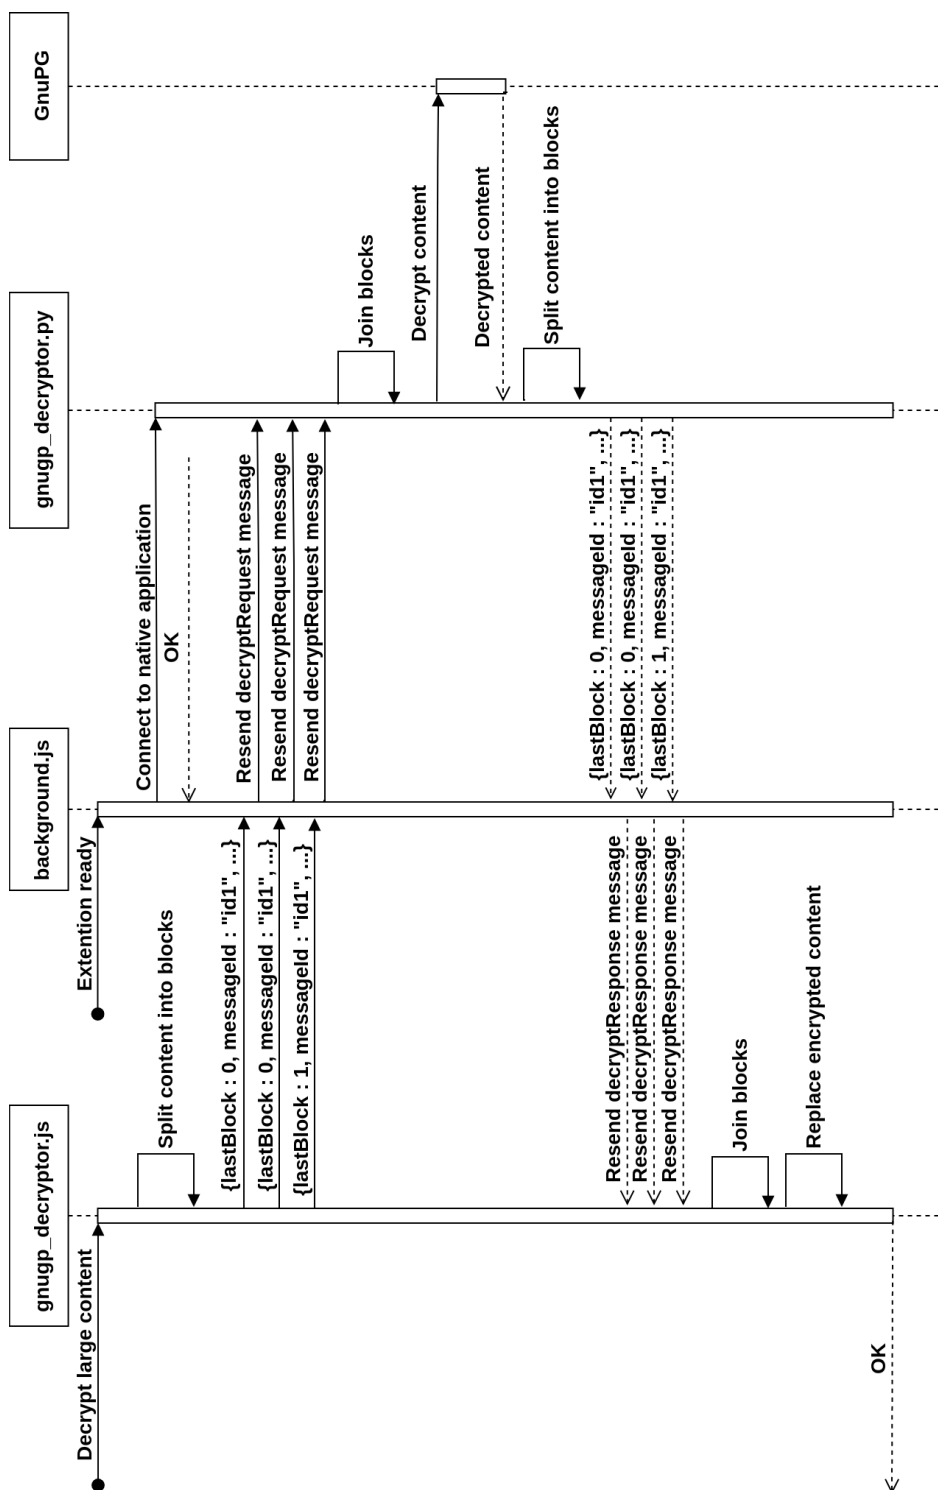 gnugp_decryptor.js
background.js
gnugp_decryptor.py
GnuPG
Decrypt large content
Extention ready
Connect to native application
OK
Split content into blocks
{lastBlock : 0, messageId : "id1", ...}
Resend decryptRequest message
{lastBlock : 0, messageId : "id1", ...}
Resend decryptRequest message
{lastBlock : 1, messageId : "id1", ...}
Resend decryptRequest message
Join blocks
Decrypt content
Decrypted content
Split content into blocks
{lastBlock : 0, messageId : "id1", ...}
Resend decryptResponse message
{lastBlock : 0, messageId : "id1", ...}
Resend decryptResponse message
{lastBlock : 1, messageId : "id1", ...}
Resend decryptResponse message
Join blocks
Replace encrypted content
OK